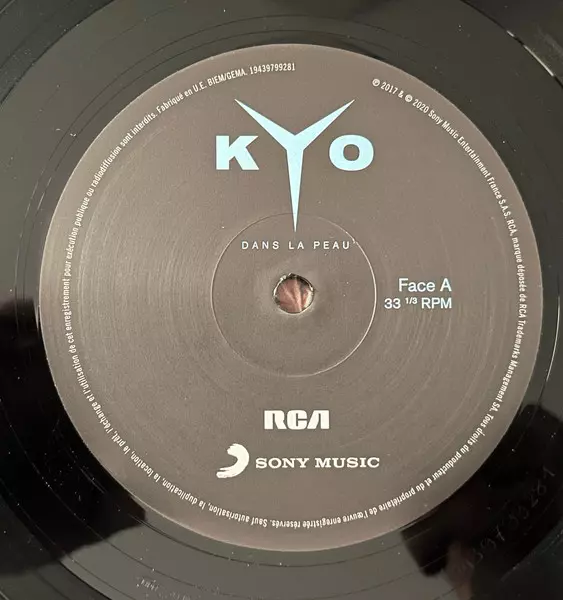 KYO
DANS LA PEAU
Face A
33 1/3 RPM
RCA
SONY MUSIC
℗ 2017 & © 2020 Sony Music Entertainment France S.A.S. RCA, marque déposée de RCA Trademarks Management SA. Tous droits du producteur et du propriétaire de l'œuvre enregistrée réservés. Sauf autorisation, la duplication, la location, le prêt, l'échange et l'utilisation de cet enregistrement pour exécution publique ou radiodiffusion sont interdits. Fabriqué en U.E. BIEM/GEMA. 19439799281